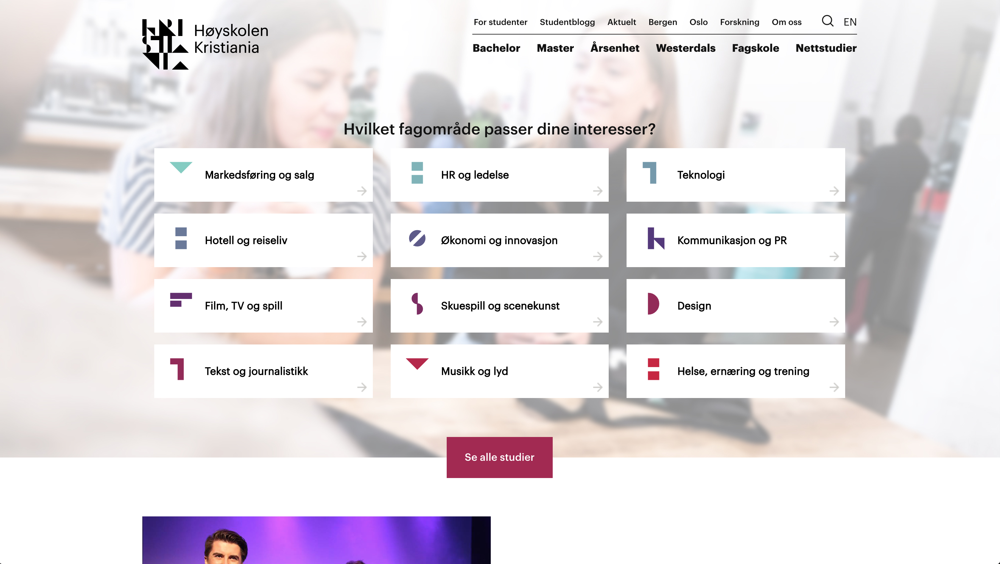 Høyskolen
Kristiania
For studenter Studentblogg Aktuelt Bergen Oslo Forskning Om oss EN
Bachelor Master Årsenhet Westerdals Fagskole Nettstudier
Hvilket fagområde passer dine interesser?
Markedsføring og salg
HR og ledelse
Teknologi
Hotell og reiseliv
Økonomi og innovasjon
Kommunikasjon og PR
Film, TV og spill
Skuespill og scenekunst
Design
Tekst og journalistikk
Musikk og lyd
Helse, ernæring og trening
Se alle studier